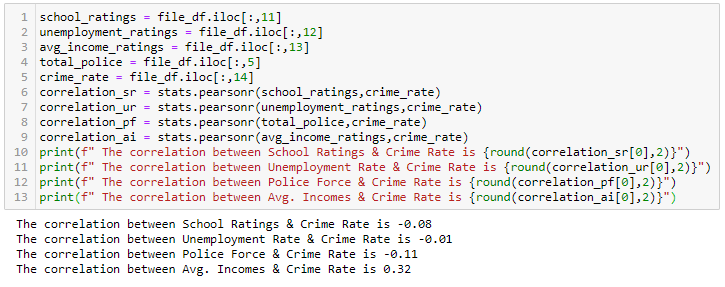 1 school_ratings = file_df.iloc[:,11]
2 unemployment_ratings = file_df.iloc[:,12]
3 avg_income_ratings = file_df.iloc[:,13]
4 total_police = file_df.iloc[:,5]
5 crime_rate = file_df.iloc[:,14]
6 correlation_sr = stats.pearsonr(school_ratings,crime_rate)
7 correlation_ur = stats.pearsonr(unemployment_ratings,crime_rate)
8 correlation_pf = stats.pearsonr(total_police,crime_rate)
9 correlation_ai = stats.pearsonr(avg_income_ratings,crime_rate)
10 print(f" The correlation between School Ratings & Crime Rate is {round(correlation_sr[0],2)}")
11 print(f" The correlation between Unemployment Rate & Crime Rate is {round(correlation_ur[0],2)}")
12 print(f" The correlation between Police Force & Crime Rate is {round(correlation_pf[0],2)}")
13 print(f" The correlation between Avg. Incomes & Crime Rate is {round(correlation_ai[0],2)}")
The correlation between School Ratings & Crime Rate is -0.08
The correlation between Unemployment Rate & Crime Rate is -0.01
The correlation between Police Force & Crime Rate is -0.11
The correlation between Avg. Incomes & Crime Rate is 0.32